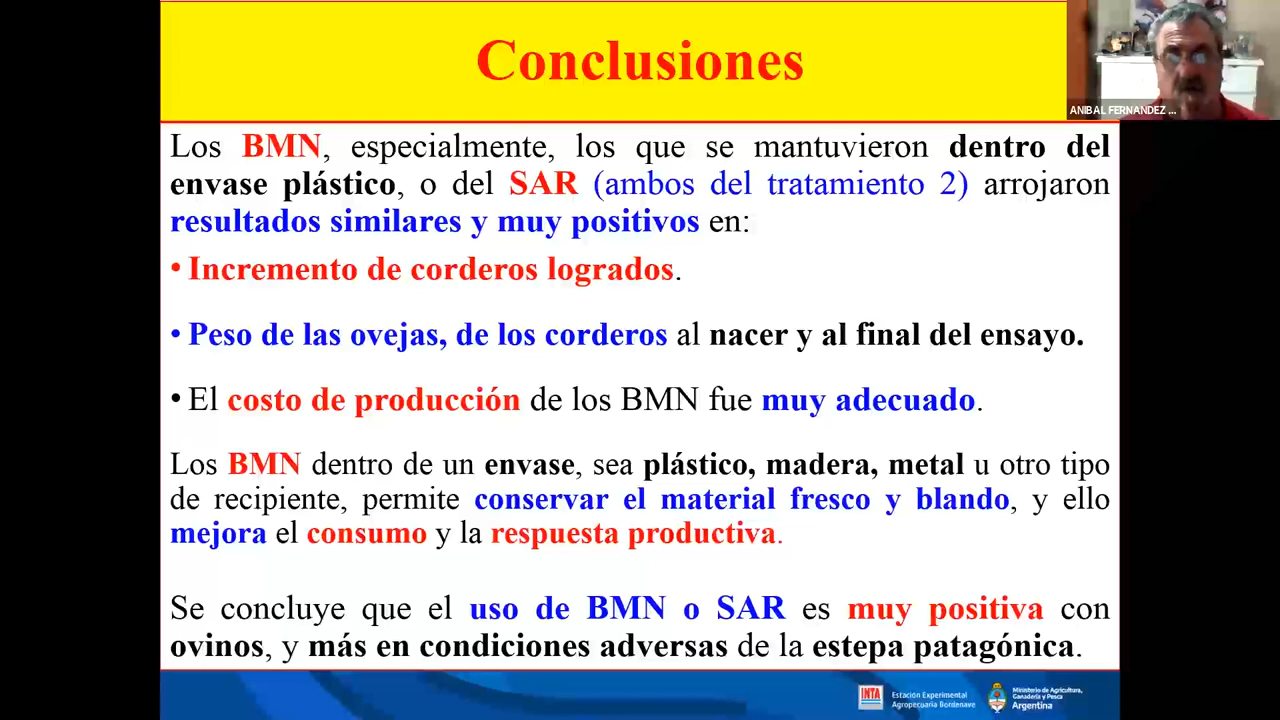 Conclusiones
ANIBAL FERNANDEZ ...
Los BMN, especialmente, los que se mantuvieron dentro del
envase plástico, o del SAR (ambos del tratamiento 2) arrojaron
resultados similares y muy positivos en:
• Incremento de corderos logrados.
• Peso de las ovejas, de los corderos al nacer y al final del ensayo.
• El costo de producción de los BMN fue muy adecuado.
Los BMN dentro de un envase, sea plástico, madera, metal u otro tipo
de recipiente, permite conservar el material fresco y blando, y ello
mejora el consumo y la respuesta productiva.
Se concluye que el uso de BMN o SAR es muy positiva con
ovinos, y más en condiciones adversas de la estepa patagónica.
INTA
Estación Experimental
Agropecuaria Bordenave
Ministerio de Agricultura,
Ganadería y Pesca
Argentina